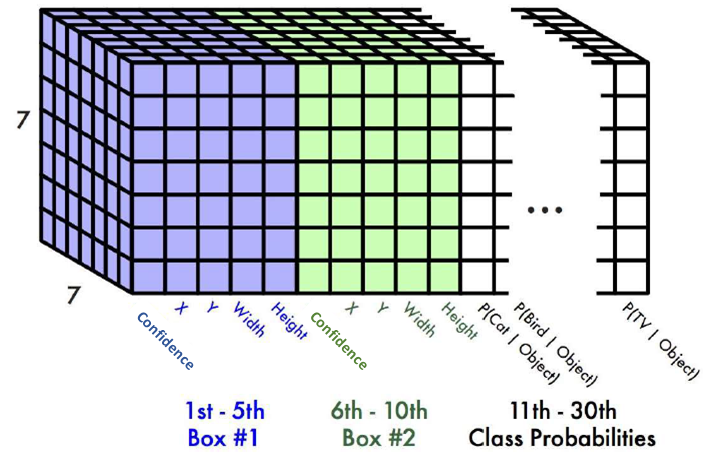 7
7
Confidence
X
Y
Width
Height
Confidence
X
Y
Width
Height
P(Cat | Object)
P(Bird | Object)
...
P(TV | Object)
1st - 5th
Box #1
6th - 10th
Box #2
11th - 30th
Class Probabilities